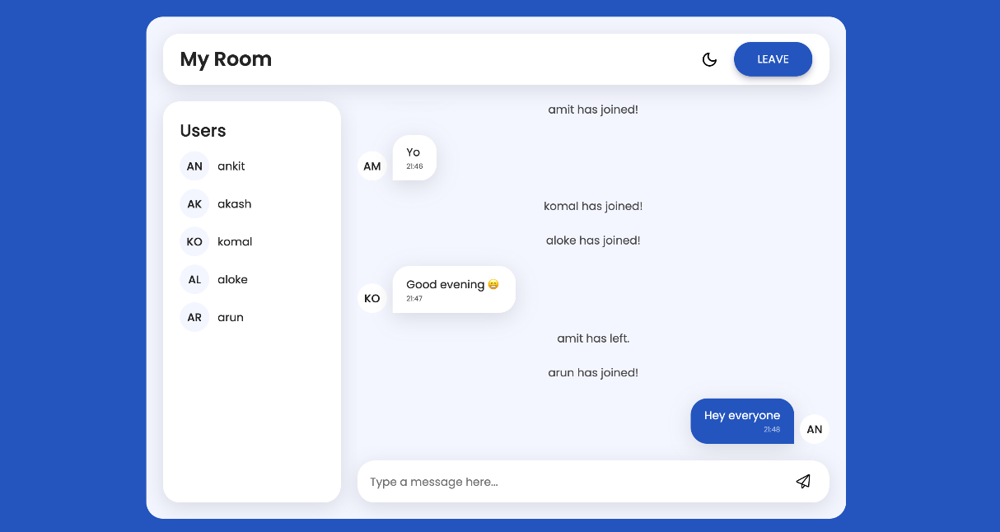 My Room
LEAVE
Users
AN ankit
AK akash
KO komal
AL aloke
AR arun
amit has joined!
Yo
21:46
AM
komal has joined!
aloke has joined!
Good evening 😁
21:47
KO
amit has left.
arun has joined!
Hey everyone
21:48
AN
Type a message here...